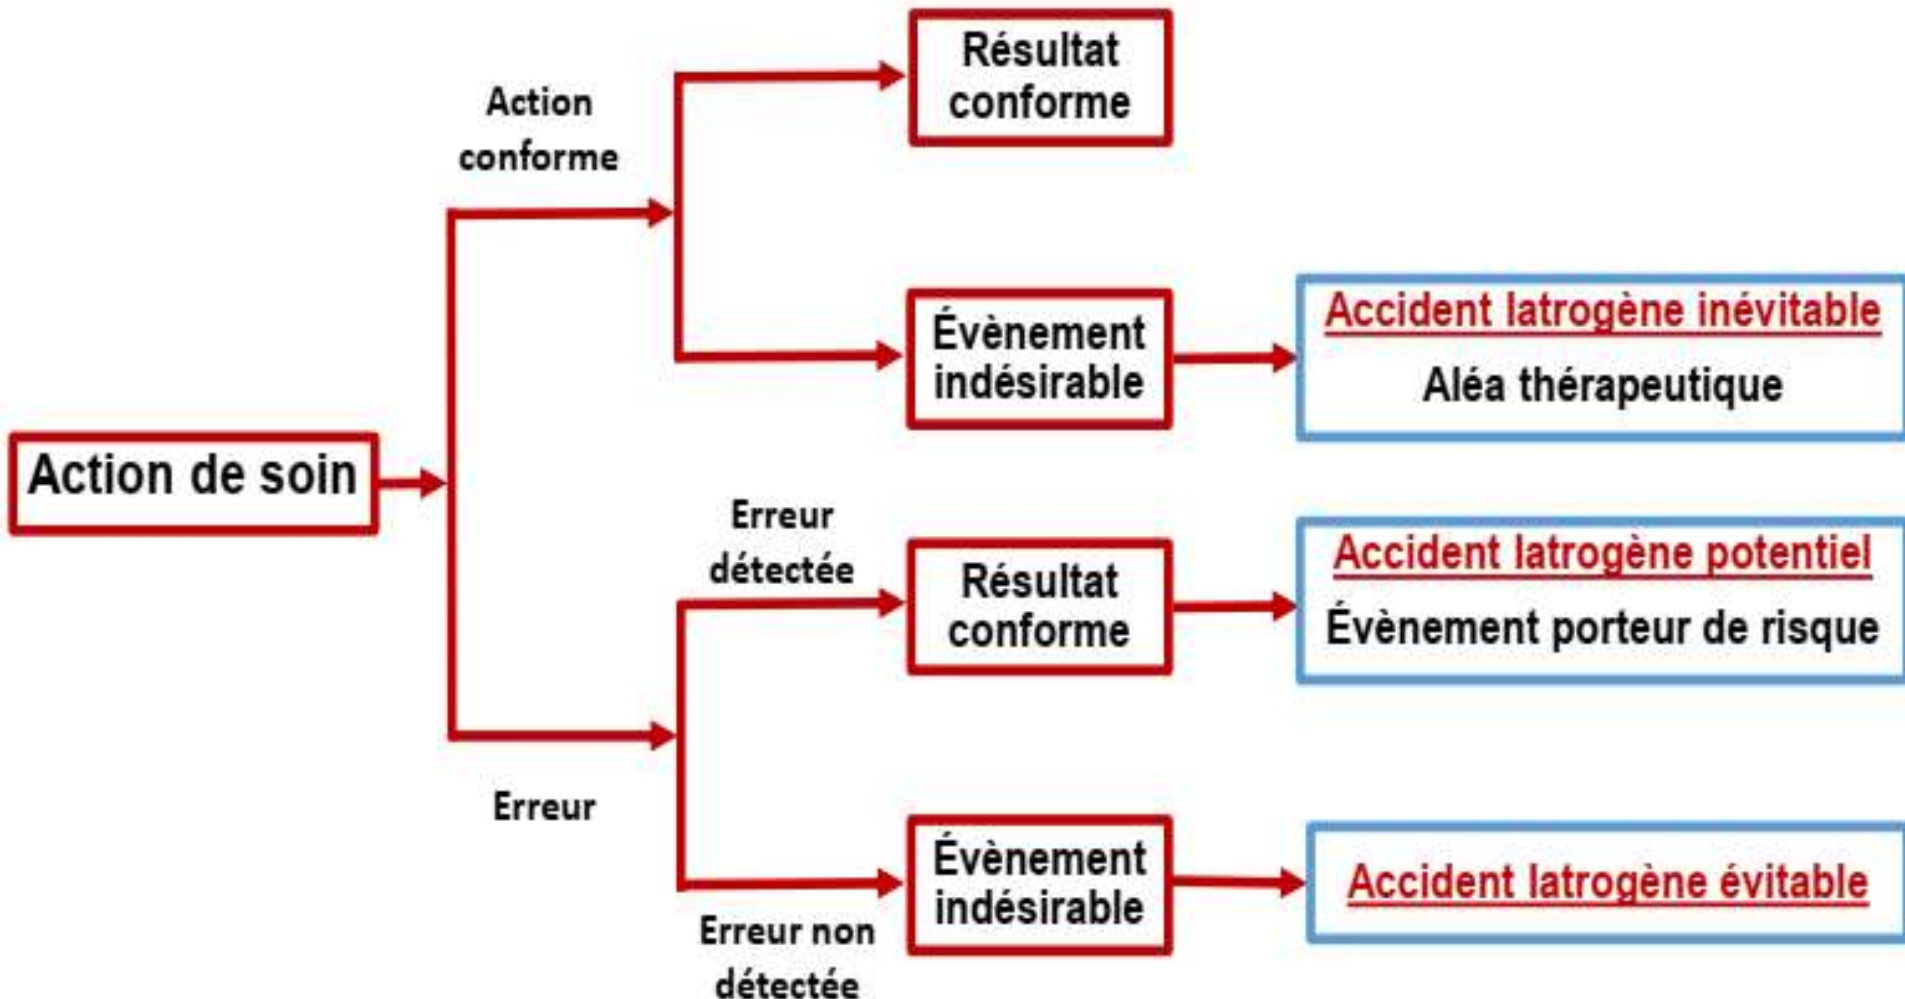 Résultat
conforme
Action
conforme
Évènement
indésirable
Accident Iatrogène inévitable
Aléa thérapeutique
Action de soin
Erreur
détectée
Résultat
conforme
Accident Iatrogène potentiel
Évènement porteur de risque
Erreur
Évènement
indésirable
Accident Iatrogène évitable
Erreur non
détectée